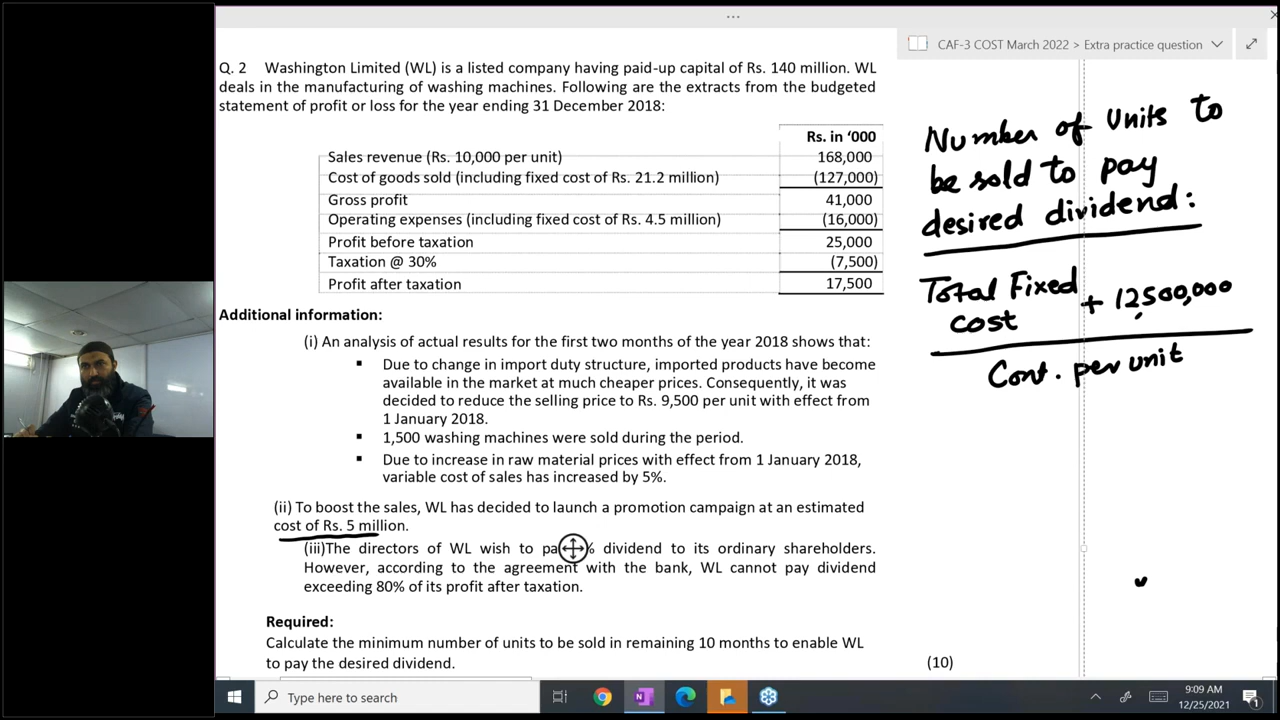 CAF-3 COST March 2022 > Extra practice question
Q. 2 Washington Limited (WL) is a listed company having paid-up capital of Rs. 140 million. WL
deals in the manufacturing of washing machines. Following are the extracts from the budgeted
statement of profit or loss for the year ending 31 December 2018:
Rs. in ‘000
Sales revenue (Rs. 10,000 per unit) 168,000
Cost of goods sold (including fixed cost of Rs. 21.2 million) (127,000)
Gross profit 41,000
Operating expenses (including fixed cost of Rs. 4.5 million) (16,000)
Profit before taxation 25,000
Taxation @ 30% (7,500)
Profit after taxation 17,500
Additional information:
(i) An analysis of actual results for the first two months of the year 2018 shows that:
▪ Due to change in import duty structure, imported products have become
available in the market at much cheaper prices. Consequently, it was
decided to reduce the selling price to Rs. 9,500 per unit with effect from
1 January 2018.
▪ 1,500 washing machines were sold during the period.
▪ Due to increase in raw material prices with effect from 1 January 2018,
variable cost of sales has increased by 5%.
(ii) To boost the sales, WL has decided to launch a promotion campaign at an estimated
cost of Rs. 5 million.
(iii)The directors of WL wish to % dividend to its ordinary shareholders.
However, according to the agreement with the bank, WL cannot pay dividend
exceeding 80% of its profit after taxation.
Required:
Calculate the minimum number of units to be sold in remaining 10 months to enable WL
to pay the desired dividend. (10)
Number of Units to
be sold to pay
desired dividend:
Total Fixed
cost + 12,500,000
Cont. per unit
Type here to search
9:09 AM
12/25/2021
1